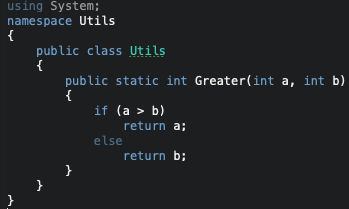 using System;
namespace Utils
{
    public class Utils
    {
        public static int Greater(int a, int b)
        {
            if (a > b)
                return a;
            else
                return b;
        }
    }
}